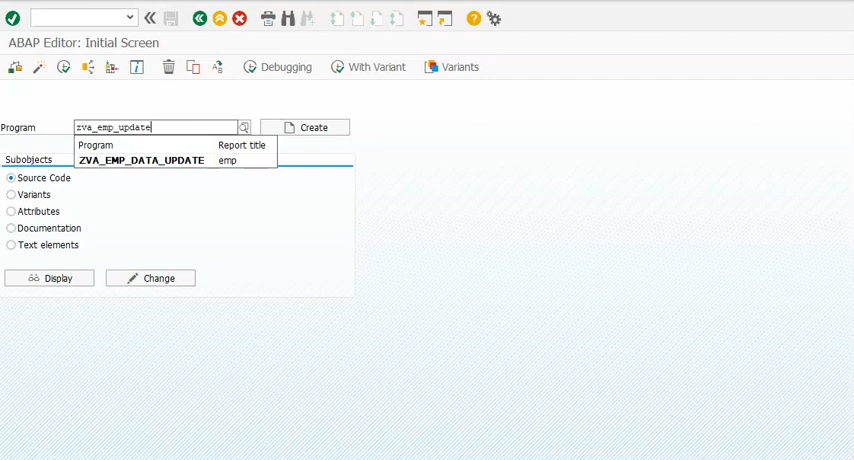 ABAP Editor: Initial Screen
Debugging With Variant Variants
Program zva_emp_update Create
Program Report title
ZVA_EMP_DATA_UPDATE emp
Subobjects
Source Code
Variants
Attributes
Documentation
Text elements
Display Change